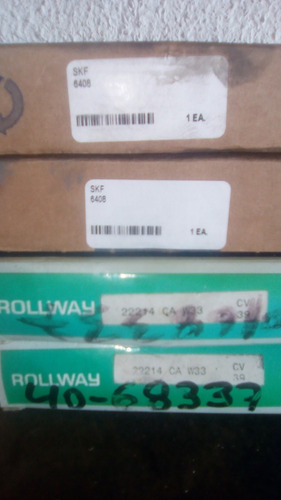 SKF
6408
1 EA.
SKF
6408
1 EA.
ROLLWAY
22214 CA W33
CV
39
ROLLWAY
22214 CA W33
CV
39
40-68337